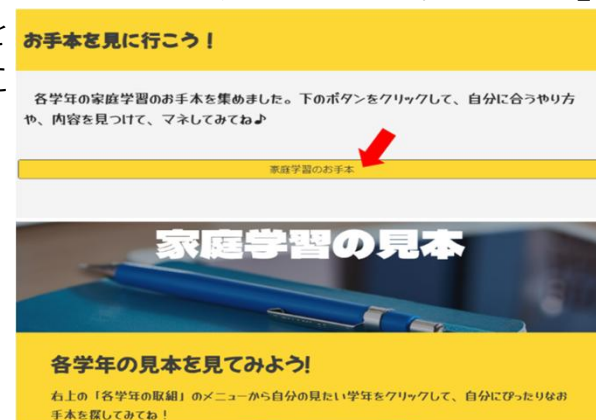 お手本を見に行こう！
各学年の家庭学習のお手本を集めました。下のボタンをクリックして、自分に合うやり方
や、内容を見つけて、マネしてみてね♪
家庭学習のお手本
家庭学習の見本
各学年の見本を見てみよう!
右上の「各学年の取組」のメニューから自分の見たい学年をクリックして、自分にぴったりなお
手本を探してみてね！